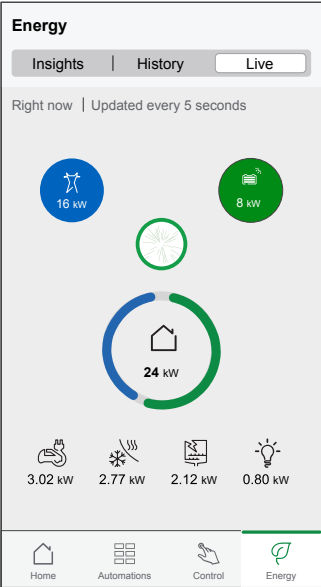 Energy
Insights | History Live
Right now | Updated every 5 seconds
16 kW
8 kW
24 kW
3.02 kW 2.77 kW 2.12 kW 0.80 kW
Home Automations Control Energy